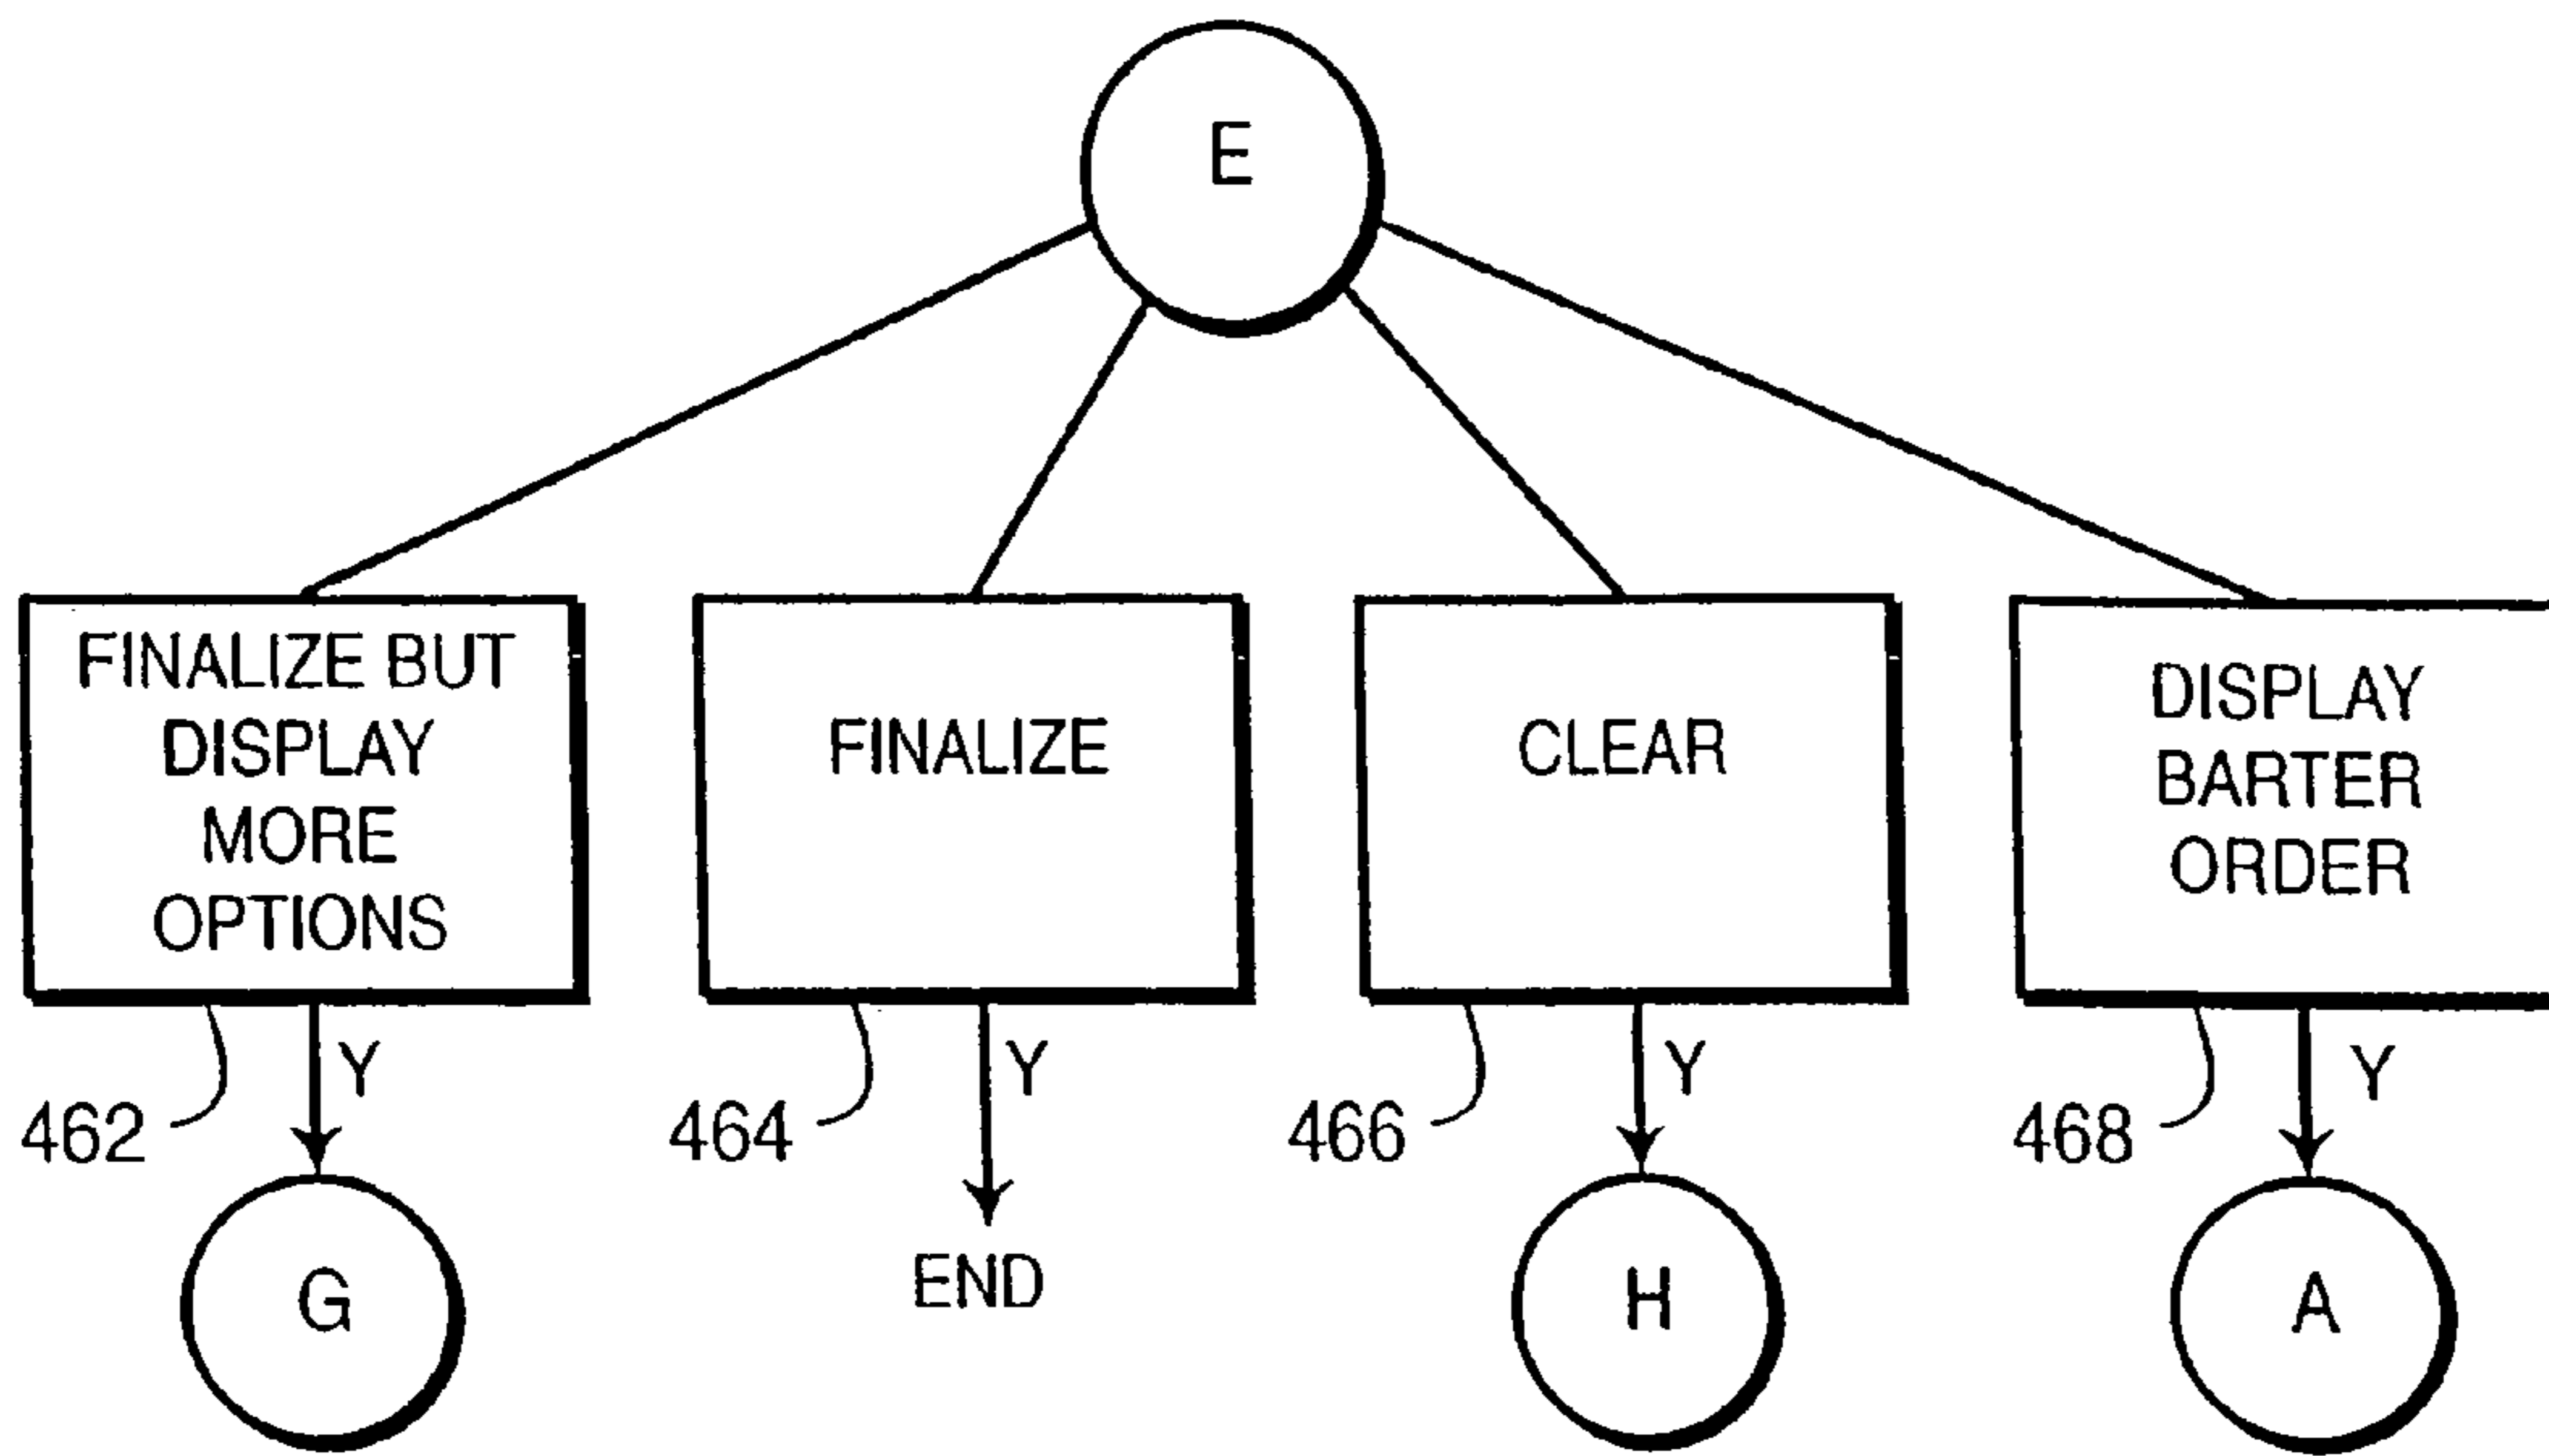 E
FINALIZE BUT
DISPLAY
MORE
OPTIONS
FINALIZE
CLEAR
DISPLAY
BARTER
ORDER
Y
Y
Y
Y
462
464
466
468
G
END
H
A